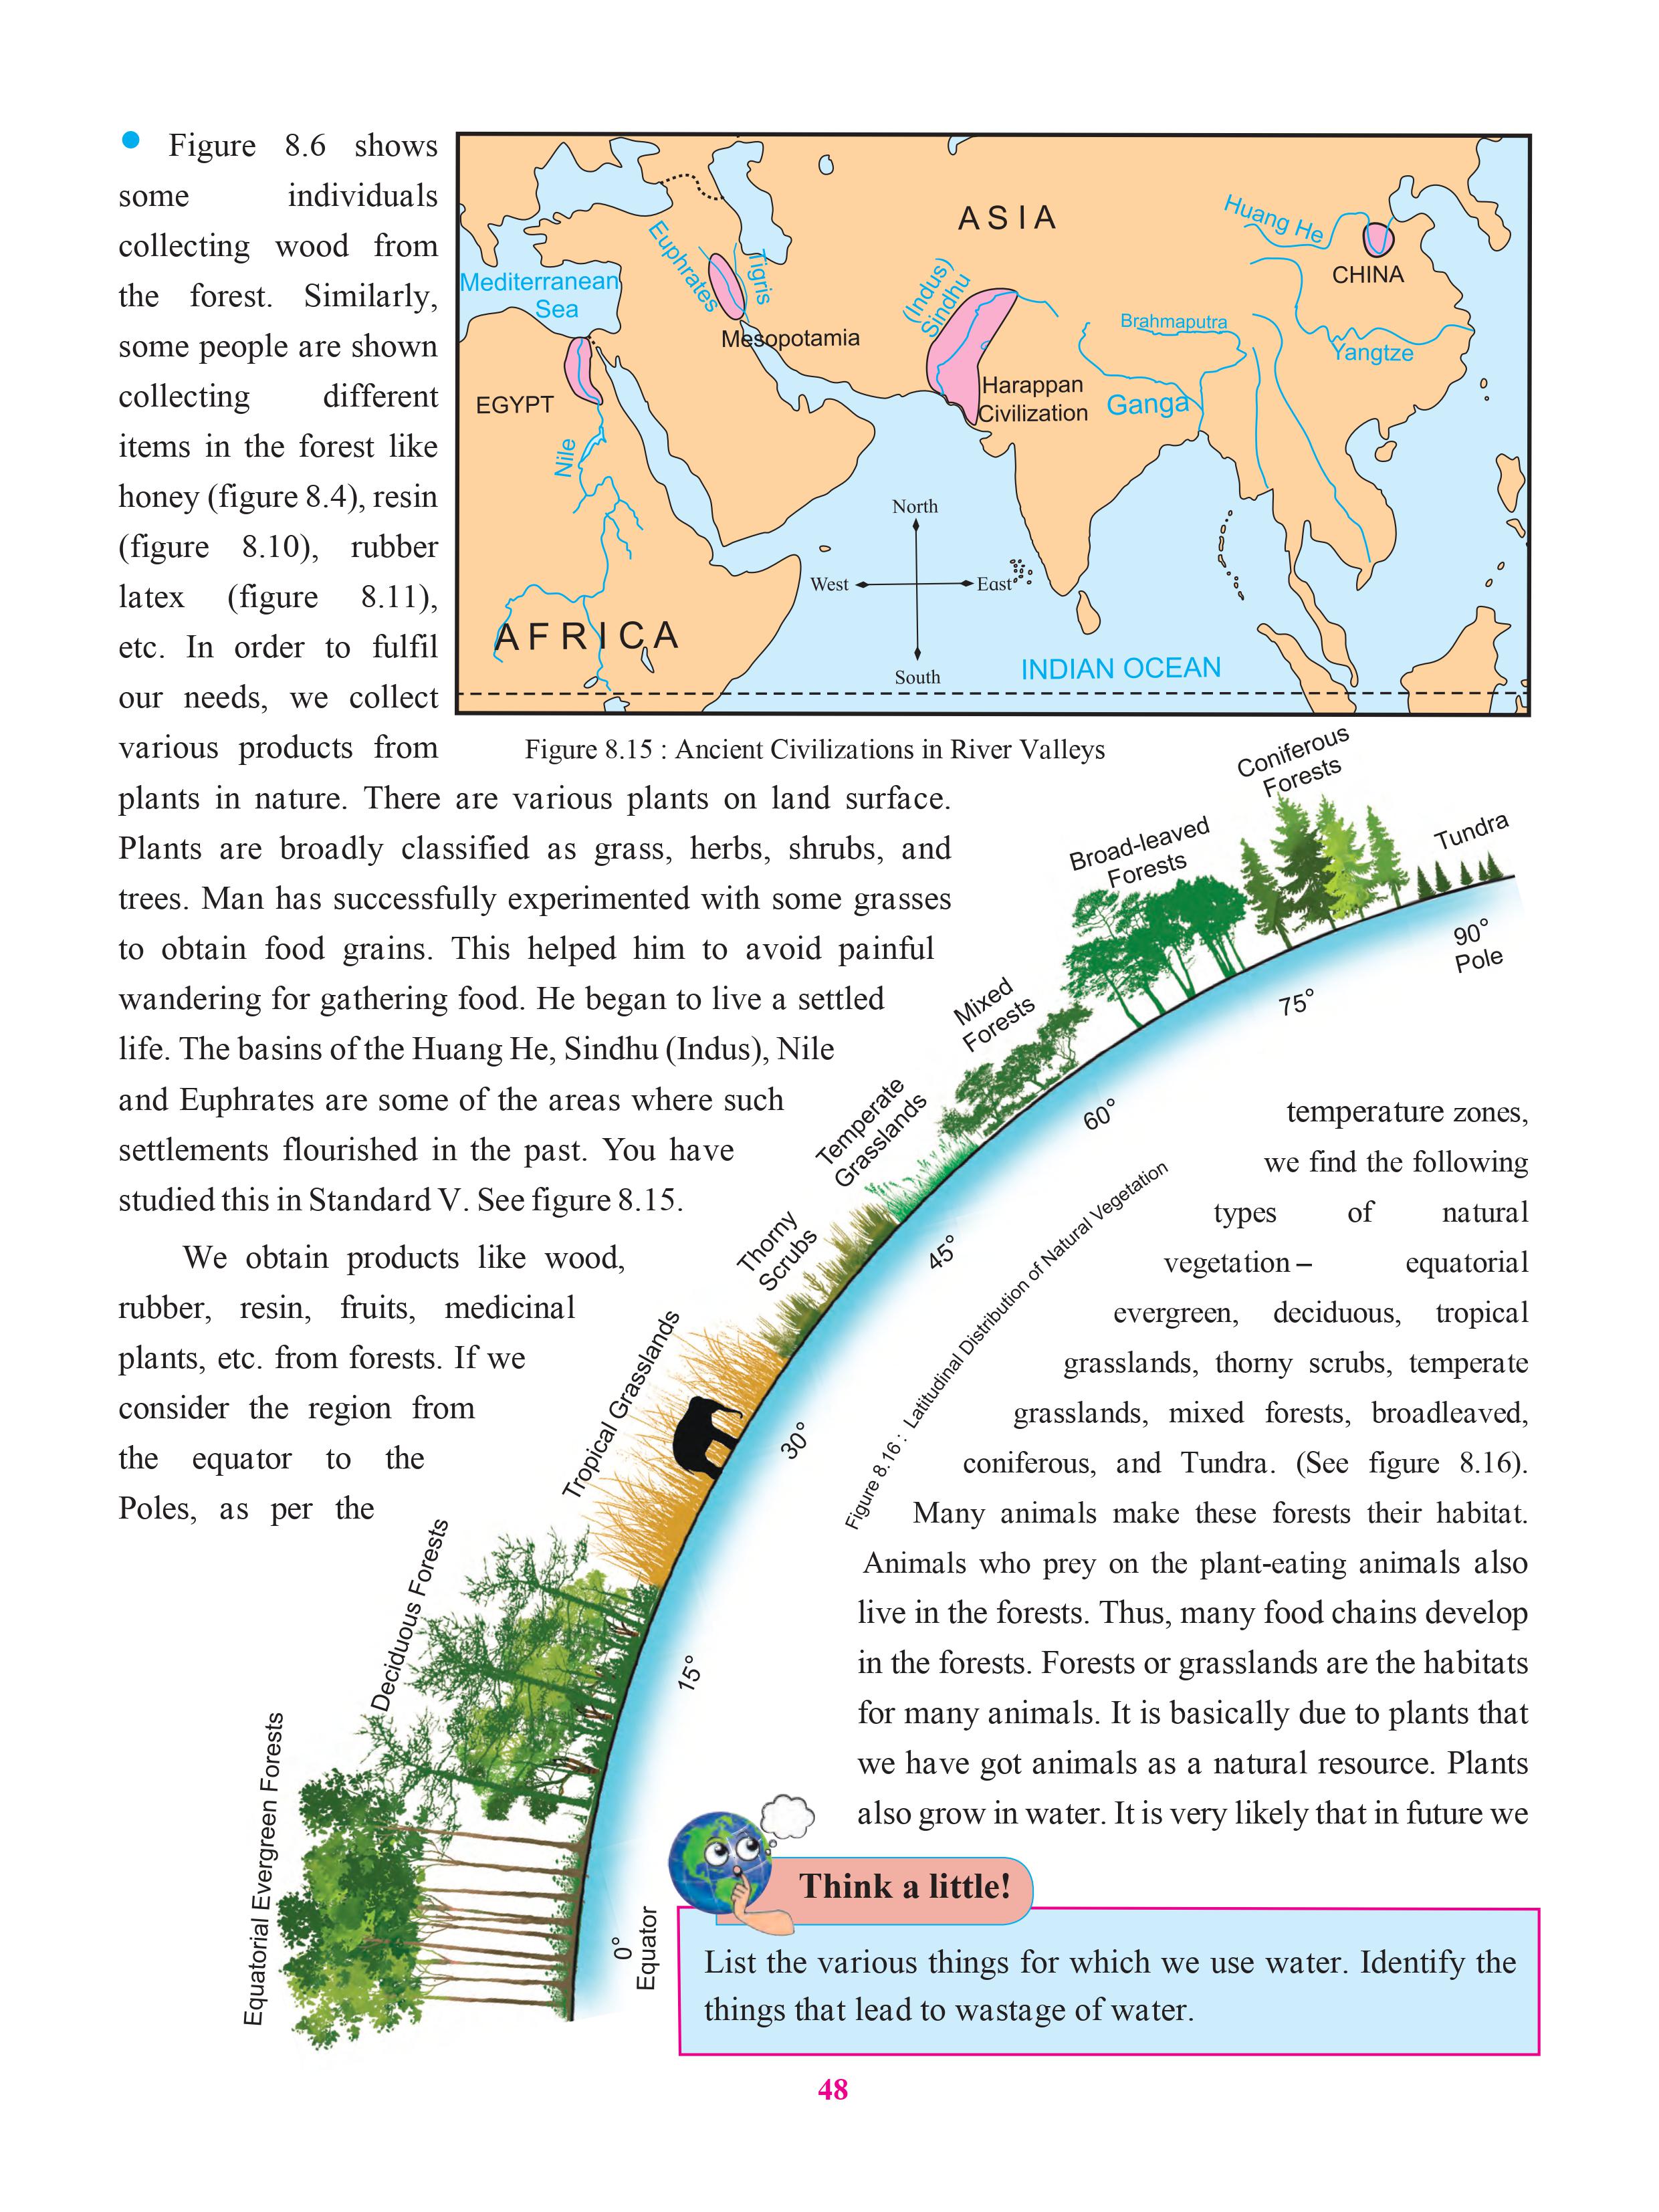 • Figure 8.6 shows
some individuals
collecting wood from
the forest. Similarly,
some people are shown
collecting different
items in the forest like
honey (figure 8.4), resin
(figure 8.10), rubber
latex (figure 8.11),
etc. In order to fulfil
our needs, we collect
various products from
plants in nature. There are various plants on land surface.
Plants are broadly classified as grass, herbs, shrubs, and
trees. Man has successfully experimented with some grasses
to obtain food grains. This helped him to avoid painful
wandering for gathering food. He began to live a settled
life. The basins of the Huang He, Sindhu (Indus), Nile
and Euphrates are some of the areas where such
settlements flourished in the past. You have
studied this in Standard V. See figure 8.15.
We obtain products like wood,
rubber, resin, fruits, medicinal
plants, etc. from forests. If we
consider the region from
the equator to the
Poles, as per the
ASIA
Huang He
CHINA
Mediterranean
Sea
Euphrates
Tigris
Mesopotamia
(Indus)
Sindhu
Brahmaputra
Yangtze
Harappan
Civilization
Ganga
EGYPT
Nile
North
West
East
South
AFRICA
INDIAN OCEAN
Figure 8.15 : Ancient Civilizations in River Valleys
Coniferous
Forests
Tundra
Broad-leaved
Forests
Mixed
Forests
Temperate
Grasslands
Thorny
Scrubs
Tropical Grasslands
Deciduous Forests
Equatorial Evergreen Forests
90°
Pole
75°
60°
45°
30°
15°
0°
Equator
Figure 8.16 : Latitudinal Distribution of Natural Vegetation
temperature zones,
we find the following
types of natural
vegetation – equatorial
evergreen, deciduous, tropical
grasslands, thorny scrubs, temperate
grasslands, mixed forests, broadleaved,
coniferous, and Tundra. (See figure 8.16).
Many animals make these forests their habitat.
Animals who prey on the plant-eating animals also
live in the forests. Thus, many food chains develop
in the forests. Forests or grasslands are the habitats
for many animals. It is basically due to plants that
we have got animals as a natural resource. Plants
also grow in water. It is very likely that in future we
Think a little!
List the various things for which we use water. Identify the
things that lead to wastage of water.
48